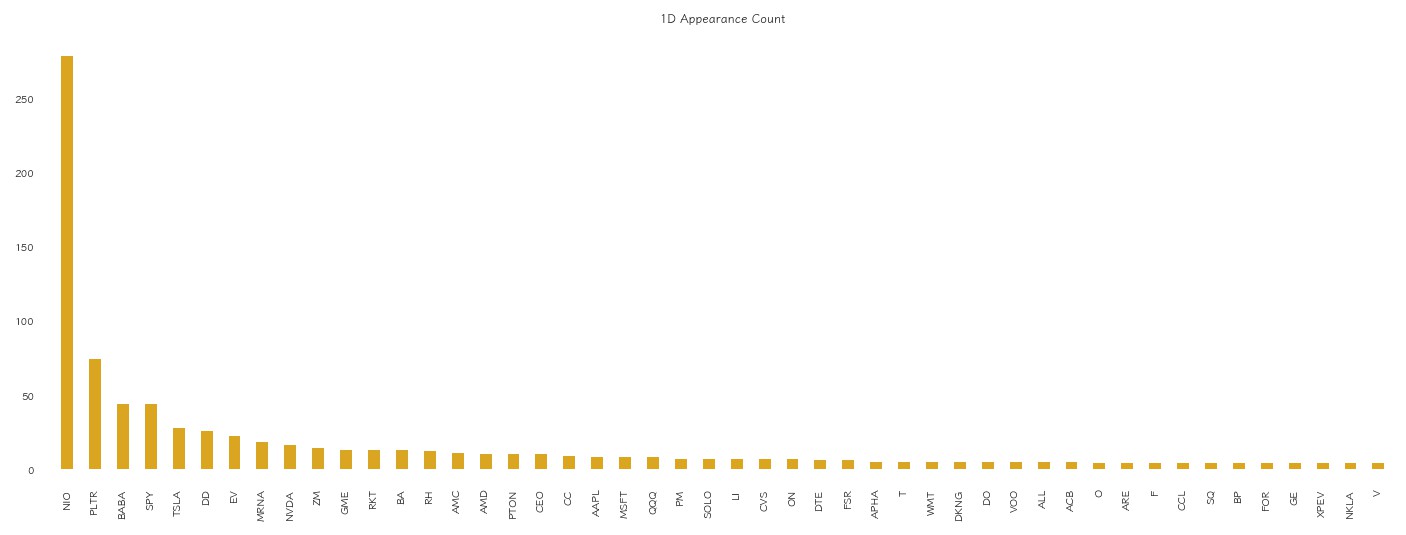 1D Appearance Count
250
200
150
100
50
0
NIO
PLTR
BABA
SPY
TSLA
DD
EV
MRNA
NVDA
ZM
GME
RKT
BA
RH
AMC
AMD
PTON
CEO
CC
AAPL
MSFT
QQQ
PM
SOLO
LI
CVS
ON
DTE
FSR
APHA
T
WMT
DKNG
DO
VOO
ALL
ACB
O
ARE
F
CCL
SQ
BP
FOR
GE
XPEV
NKLA
V